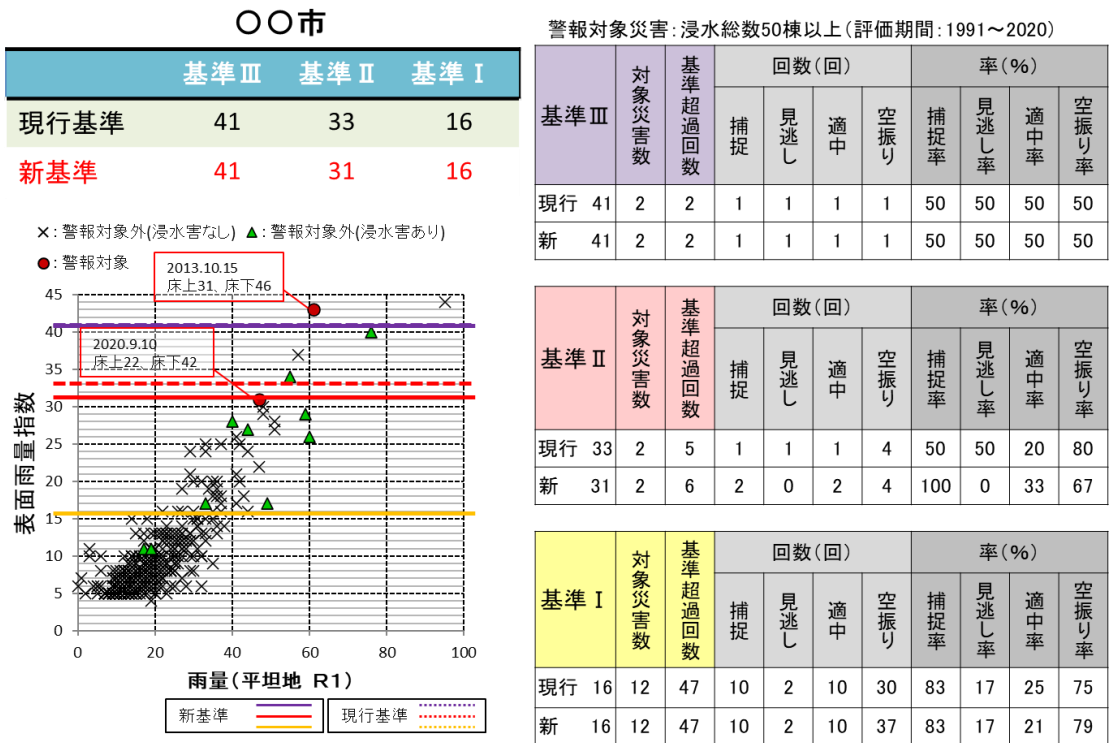 〇〇市
基準Ⅲ 基準Ⅱ 基準Ⅰ
現行基準 41 33 16
新基準 41 31 16
×：警報対象外(浸水害なし) ▲：警報対象外(浸水害あり)
●：警報対象
2013.10.15
床上31、床下46
2020.9.10
床上22、床下42
表面雨量指数
45
40
35
30
25
20
15
10
5
0
0 20 40 60 80 100
雨量(平坦地 R1)
新基準 現行基準
警報対象災害：浸水総数50棟以上(評価期間：1991～2020)
基準Ⅲ 対象災害数 基準超過回数 回数(回) 率(%)
捕捉 見逃し 適中 空振り 捕捉率 見逃し率 適中率 空振り率
現行 41 2 2 1 1 1 1 50 50 50 50
新 41 2 2 1 1 1 1 50 50 50 50
基準Ⅱ 対象災害数 基準超過回数 回数(回) 率(%)
捕捉 見逃し 適中 空振り 捕捉率 見逃し率 適中率 空振り率
現行 33 2 5 1 1 1 4 50 50 20 80
新 31 2 6 2 0 2 4 100 0 33 67
基準Ⅰ 対象災害数 基準超過回数 回数(回) 率(%)
捕捉 見逃し 適中 空振り 捕捉率 見逃し率 適中率 空振り率
現行 16 12 47 10 2 10 30 83 17 25 75
新 16 12 47 10 2 10 37 83 17 21 79